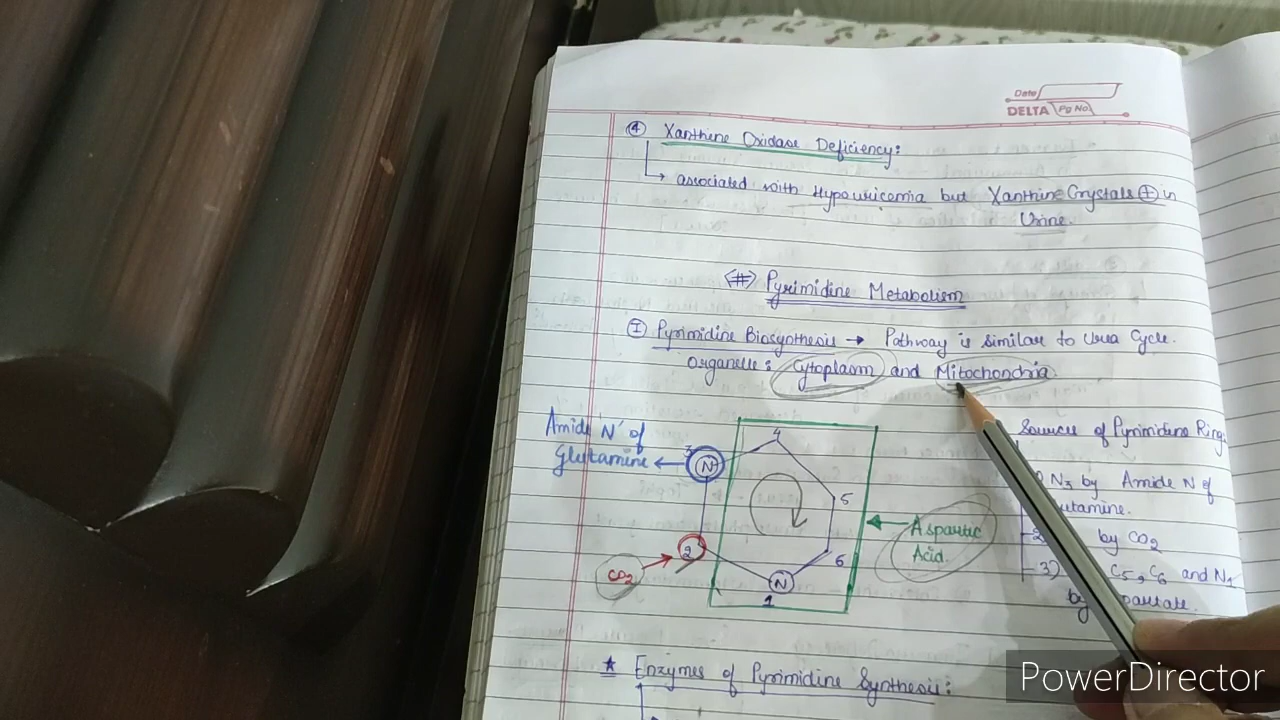 Date
DELTA Pg No.
④ Xanthine Oxidase Deficiency:
↳ associated with Hypouricemia but Xanthine Crystals ⊕ in
Urine.
<#> Pyrimidine Metabolism
Ⓘ Pyrimidine Biosynthesis → Pathway is similar to Urea Cycle.
Organelle: Cytoplasm and Mitochondria
Amide 'N' of
Glutamine ← N 3
4
5
6
N
1
2
CO2 →
← Aspartic
Acid
Sources of Pyrimidine Ring
N3 by Amide N of
by CO2
3) C5, C6 and N1
by
★ Enzymes of Pyrimidine Synthesis:
PowerDirector